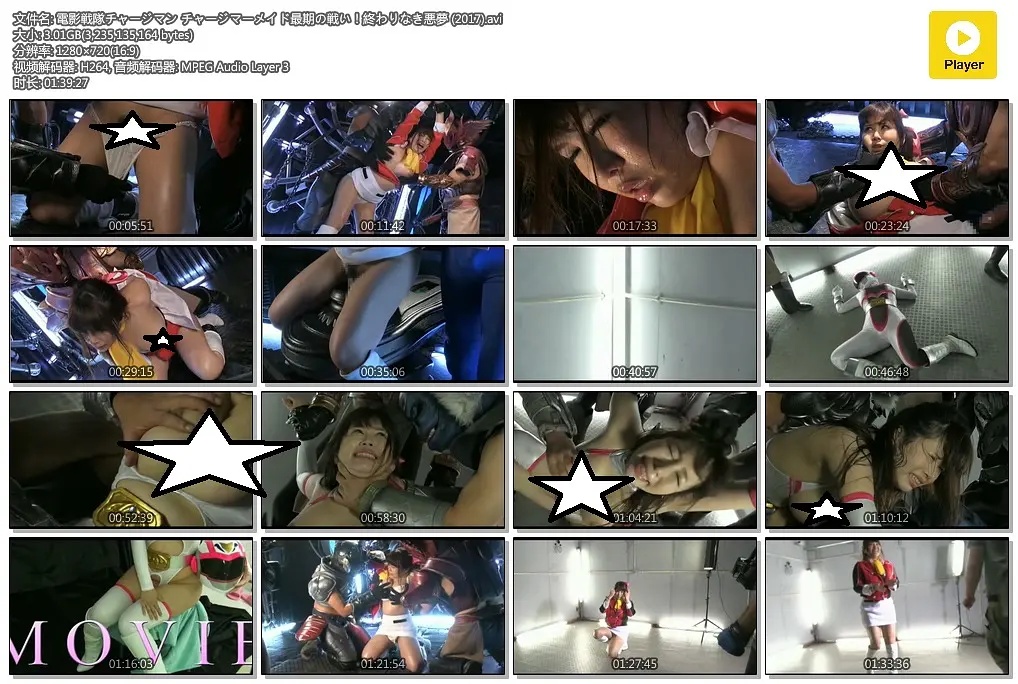 文件名: 電影戦隊チャージマン チャージマーメイド最期の戦い！終わりなき悪夢 (2017).avi
大小: 3.01GB(3,235,135,164 bytes)
分辨率: 1280×720(16:9)
视频解码器: H264, 音频解码器: MPEG Audio Layer 3
时长: 01:39:27
Player
00:05:51
00:11:42
00:17:33
00:23:24
00:29:15
00:35:06
00:40:57
00:46:48
00:52:39
00:58:30
01:04:21
01:10:12
MOVIE
01:16:03
01:21:54
01:27:45
01:33:36